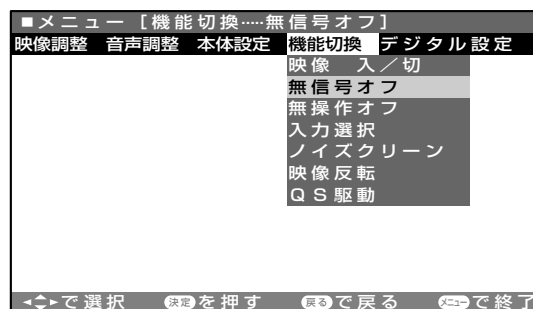 ■メニュー [機能切換……無信号オフ]
映像調整 音声調整 本体設定 機能切換 デジタル設定
映像 入／切
無信号オフ
無操作オフ
入力選択
ノイズクリーン
映像反転
QS駆動
で選択 決定を押す 戻るで戻る メニューで終了